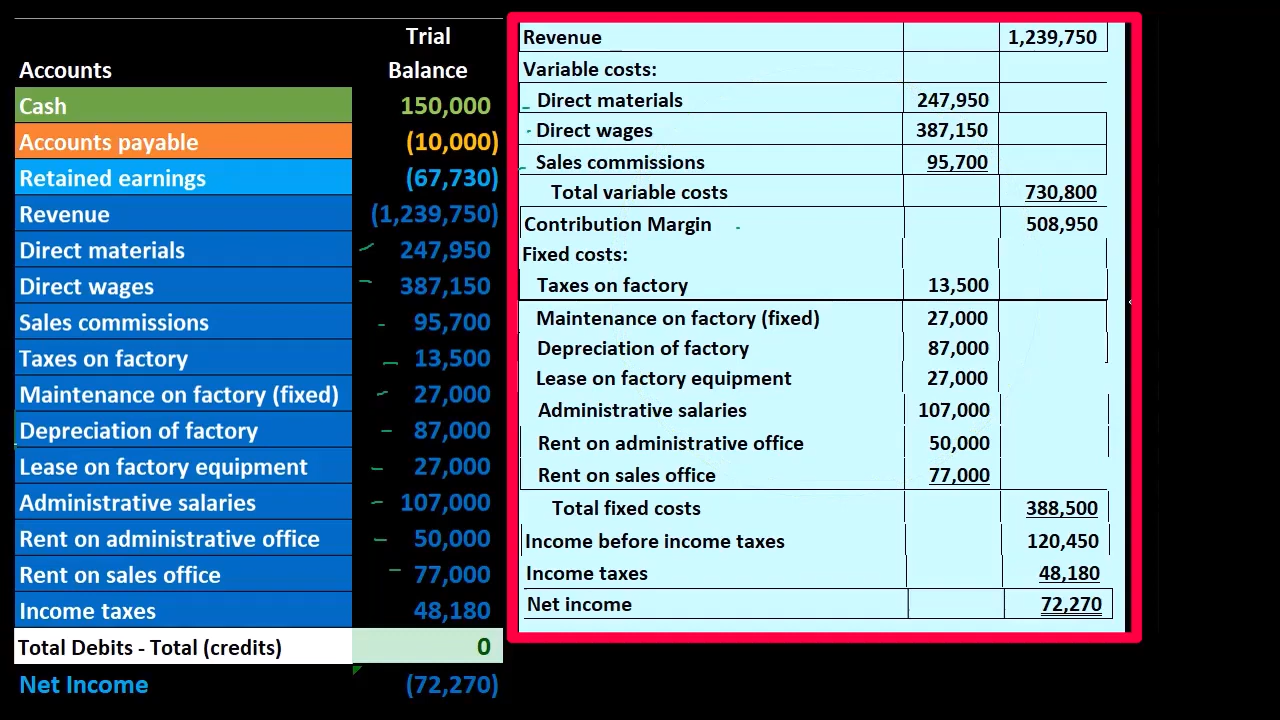 Trial
Accounts Balance
Cash 150,000
Accounts payable (10,000)
Retained earnings (67,730)
Revenue (1,239,750)
Direct materials 247,950
Direct wages 387,150
Sales commissions 95,700
Taxes on factory 13,500
Maintenance on factory (fixed) 27,000
Depreciation of factory 87,000
Lease on factory equipment 27,000
Administrative salaries 107,000
Rent on administrative office 50,000
Rent on sales office 77,000
Income taxes 48,180
Total Debits - Total (credits) 0
Net Income (72,270)
Revenue 1,239,750
Variable costs:
Direct materials 247,950
Direct wages 387,150
Sales commissions 95,700
Total variable costs 730,800
Contribution Margin 508,950
Fixed costs:
Taxes on factory 13,500
Maintenance on factory (fixed) 27,000
Depreciation of factory 87,000
Lease on factory equipment 27,000
Administrative salaries 107,000
Rent on administrative office 50,000
Rent on sales office 77,000
Total fixed costs 388,500
Income before income taxes 120,450
Income taxes 48,180
Net income 72,270